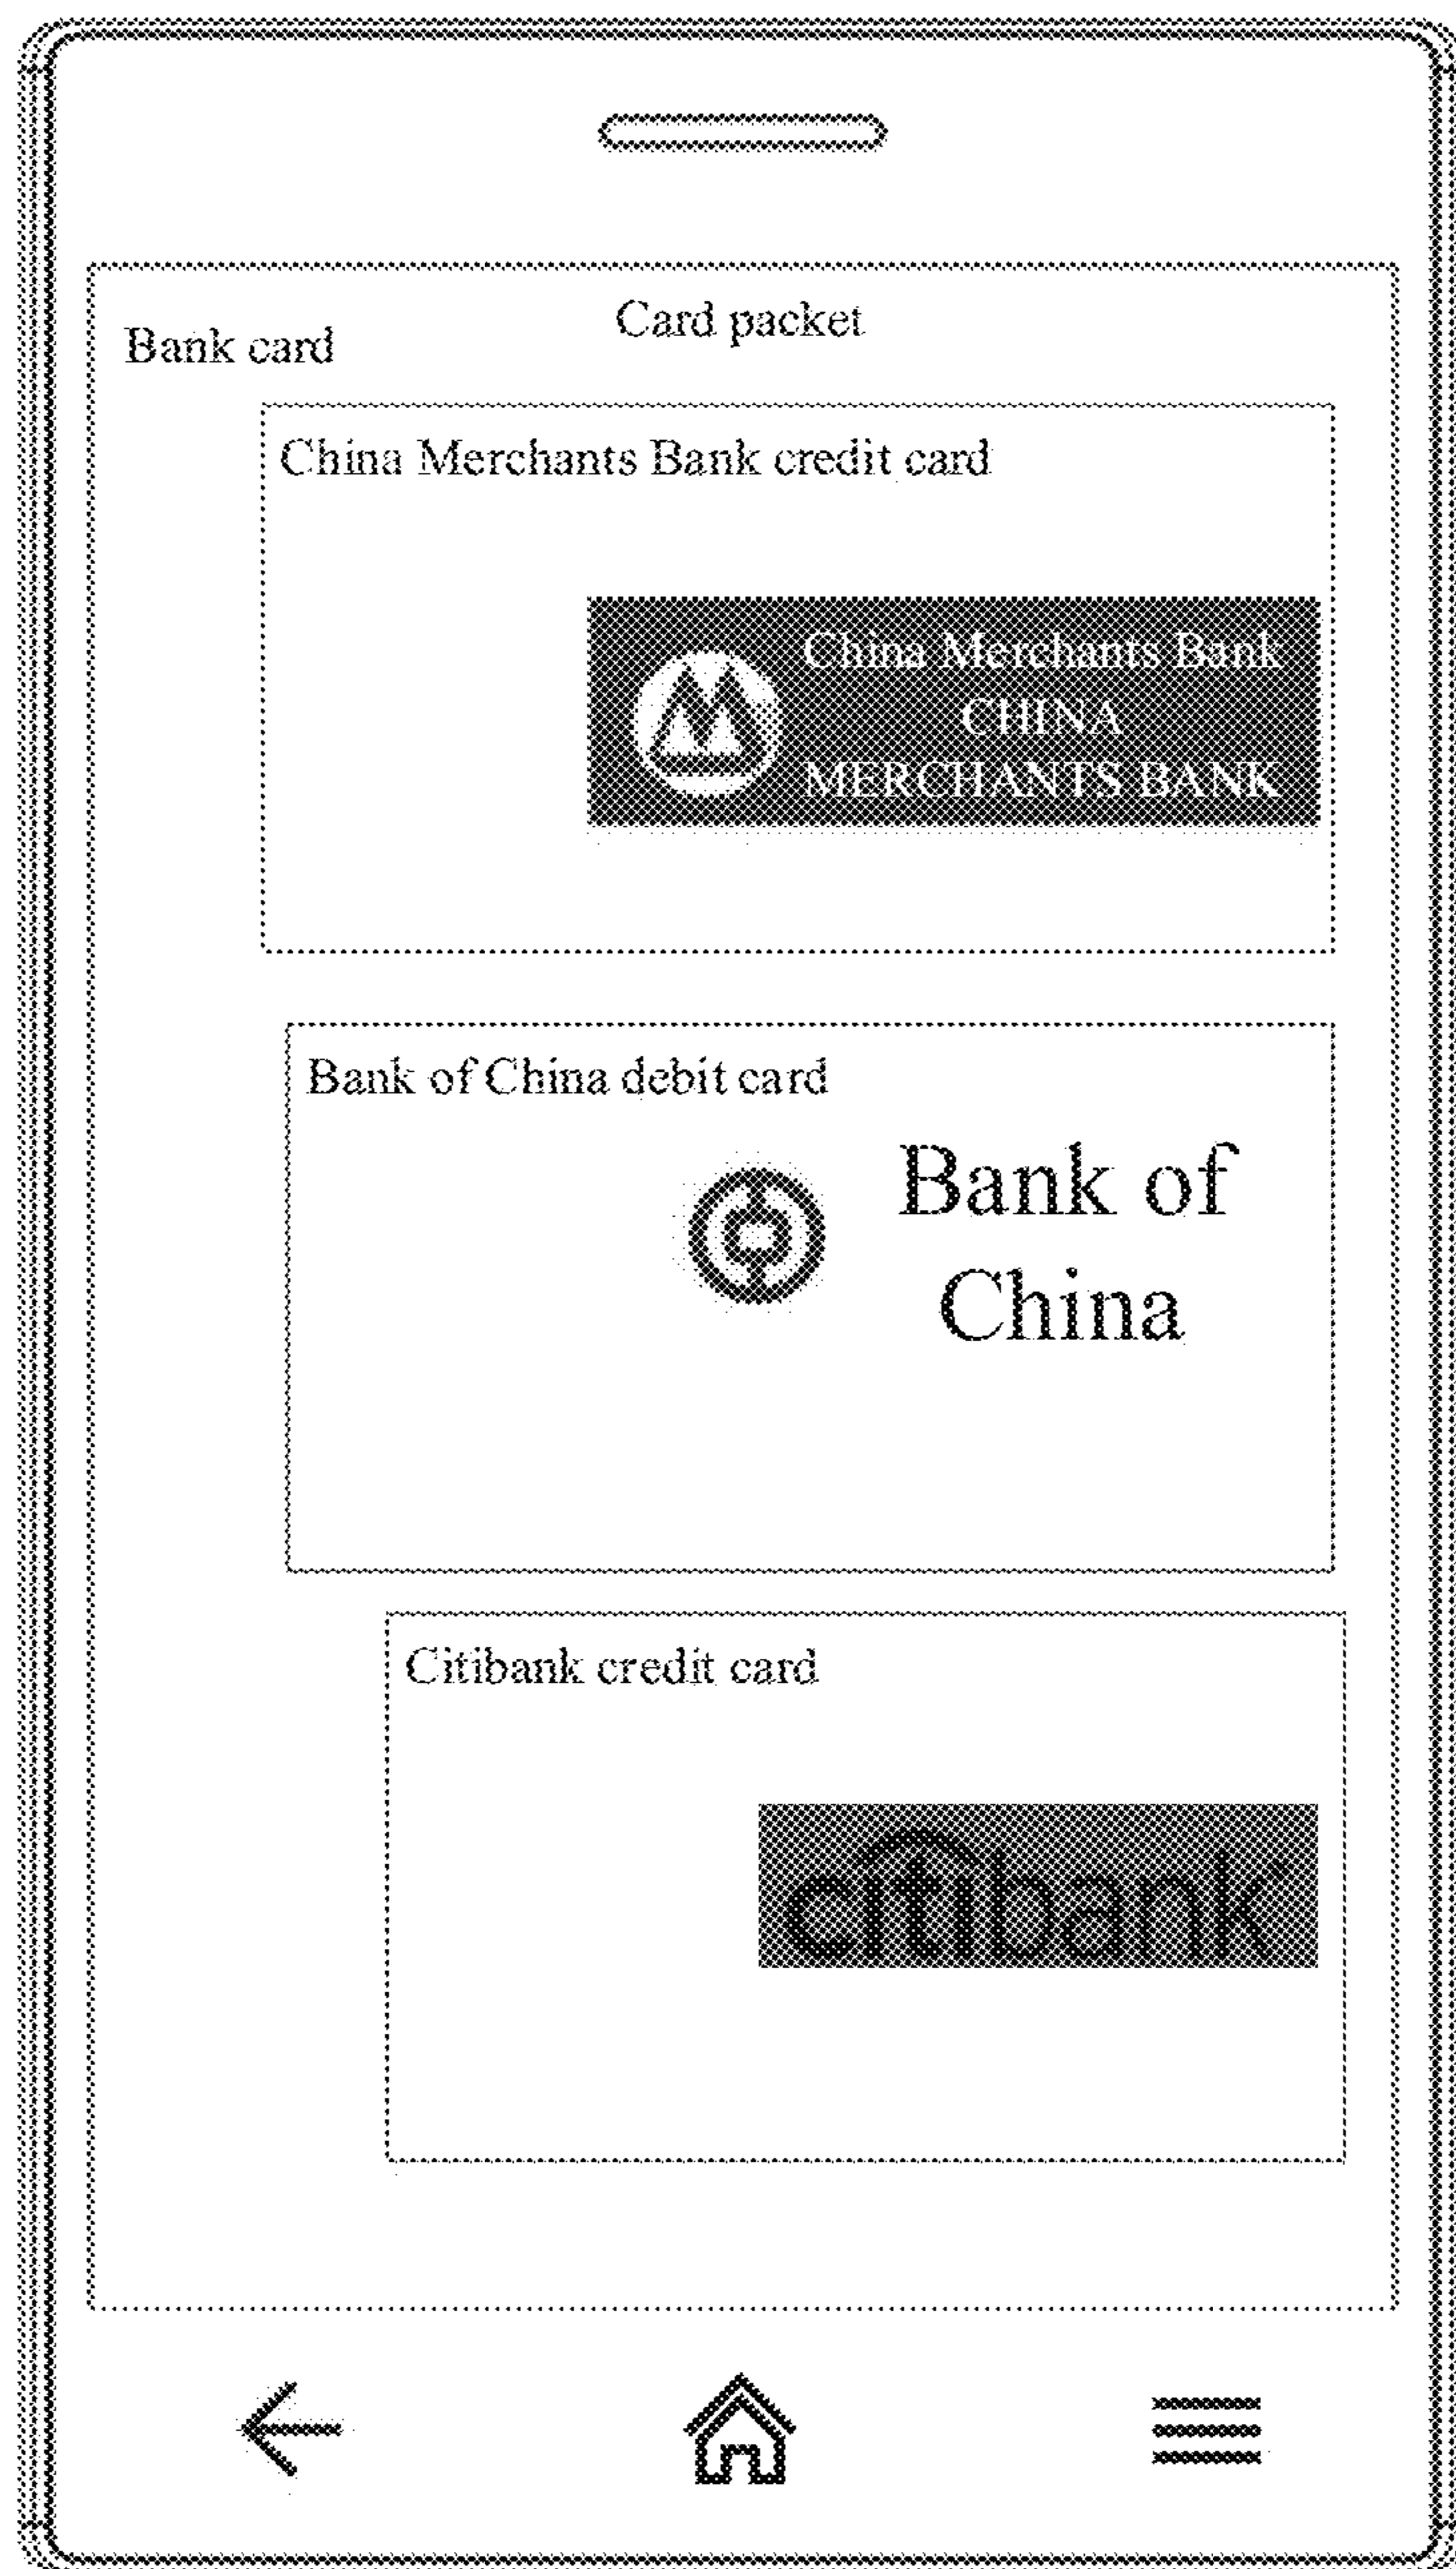 Card packet
Bank card
China Merchants Bank credit card
China Merchants Bank
CHINA
MERCHANTS BANK
Bank of China debit card
Bank of
China
Citibank credit card
citibank